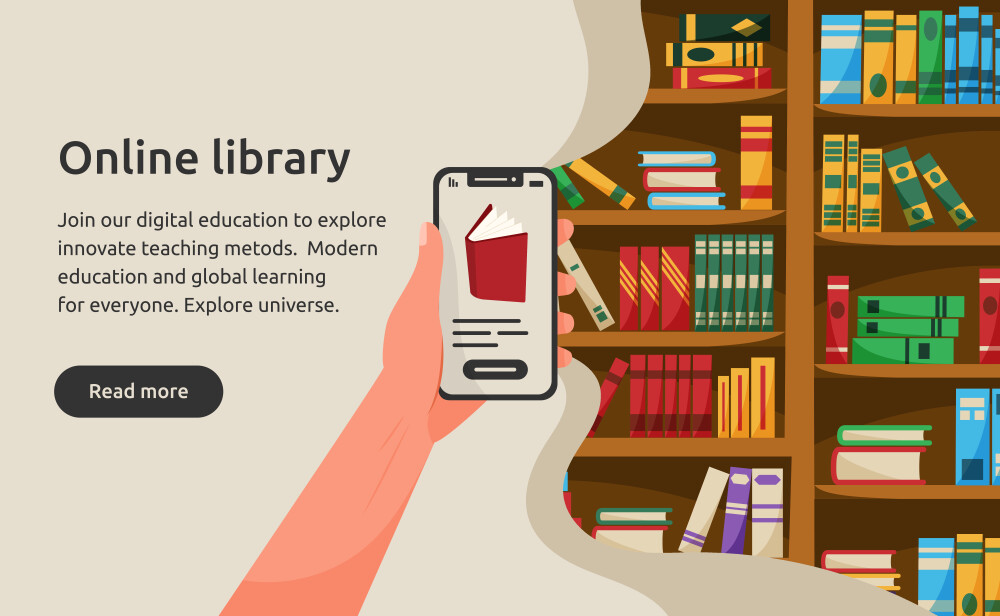 Online library
Join our digital education to explore
innovate teaching metods.  Modern
education and global learning
for everyone. Explore universe.
Read more